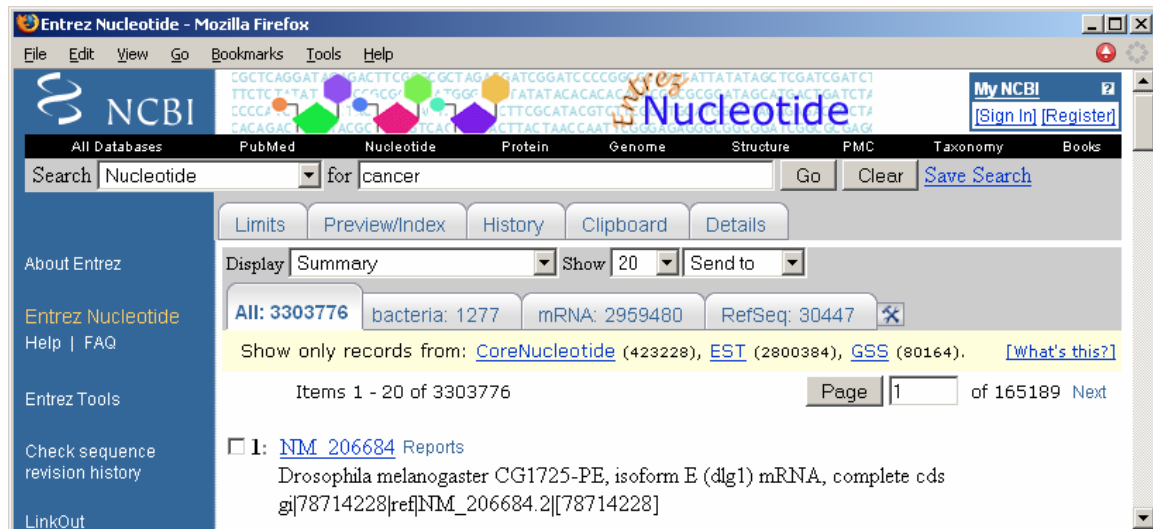 Entrez Nucleotide - Mozilla Firefox
File Edit View Go Bookmarks Tools Help
NCBI
Entrez Nucleotide
My NCBI
[Sign In] [Register]
All Databases PubMed Nucleotide Protein Genome Structure PMC Taxonomy Books
Search Nucleotide for cancer Go Clear Save Search
Limits Preview/Index History Clipboard Details
About Entrez
Display Summary Show 20 Send to
All: 3303776 bacteria: 1277 mRNA: 2959480 RefSeq: 30447
Entrez Nucleotide
Help | FAQ
Show only records from: CoreNucleotide (423228), EST (2800384), GSS (80164). [What's this?]
Items 1 - 20 of 3303776 Page 1 of 165189 Next
Entrez Tools
Check sequence
revision history
1: NM_206684 Reports
Drosophila melanogaster CG1725-PE, isoform E (dlg1) mRNA, complete cds
gi|78714228|ref|NM_206684.2|[78714228]
LinkOut